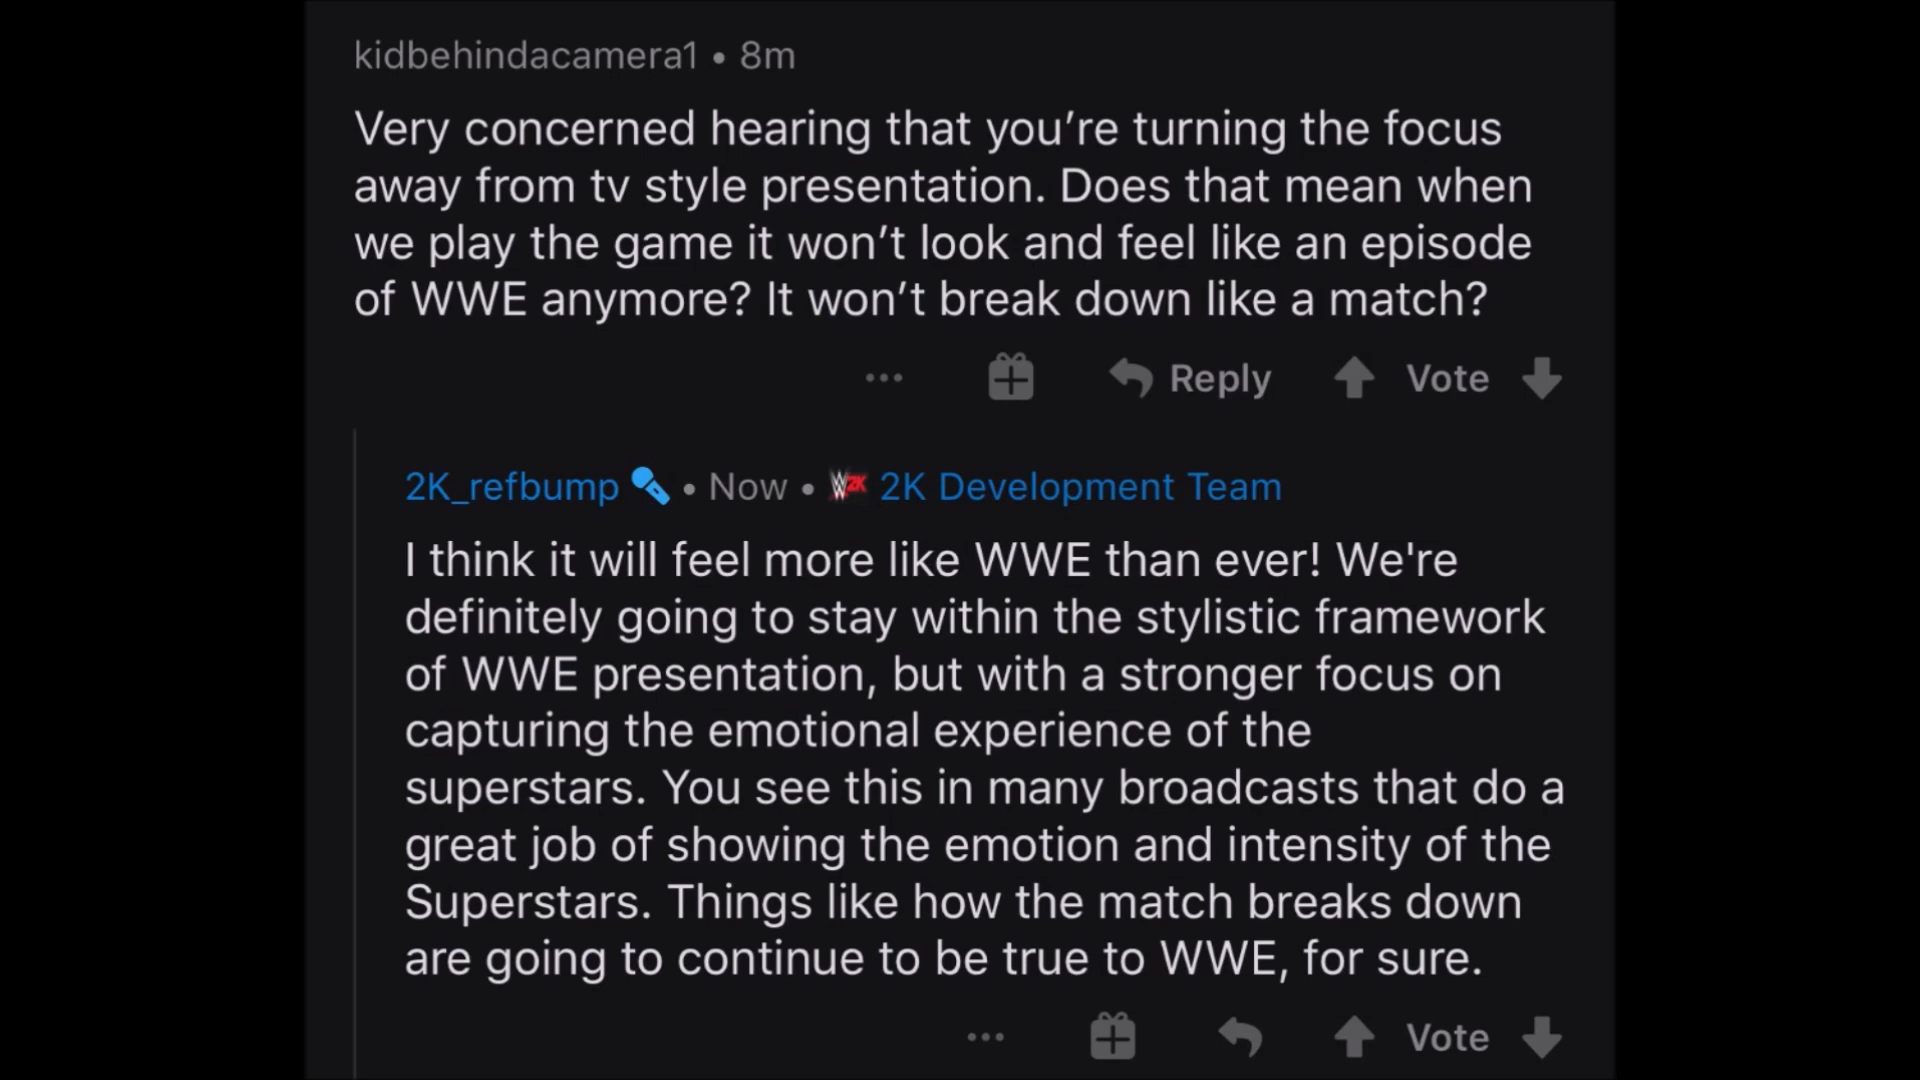 kidbehindacamera1 • 8m
Very concerned hearing that you’re turning the focus
away from tv style presentation. Does that mean when
we play the game it won’t look and feel like an episode
of WWE anymore? It won’t break down like a match?
Reply Vote
2K_refbump • Now • W2K 2K Development Team
I think it will feel more like WWE than ever! We're
definitely going to stay within the stylistic framework
of WWE presentation, but with a stronger focus on
capturing the emotional experience of the
superstars. You see this in many broadcasts that do a
great job of showing the emotion and intensity of the
Superstars. Things like how the match breaks down
are going to continue to be true to WWE, for sure.
Vote